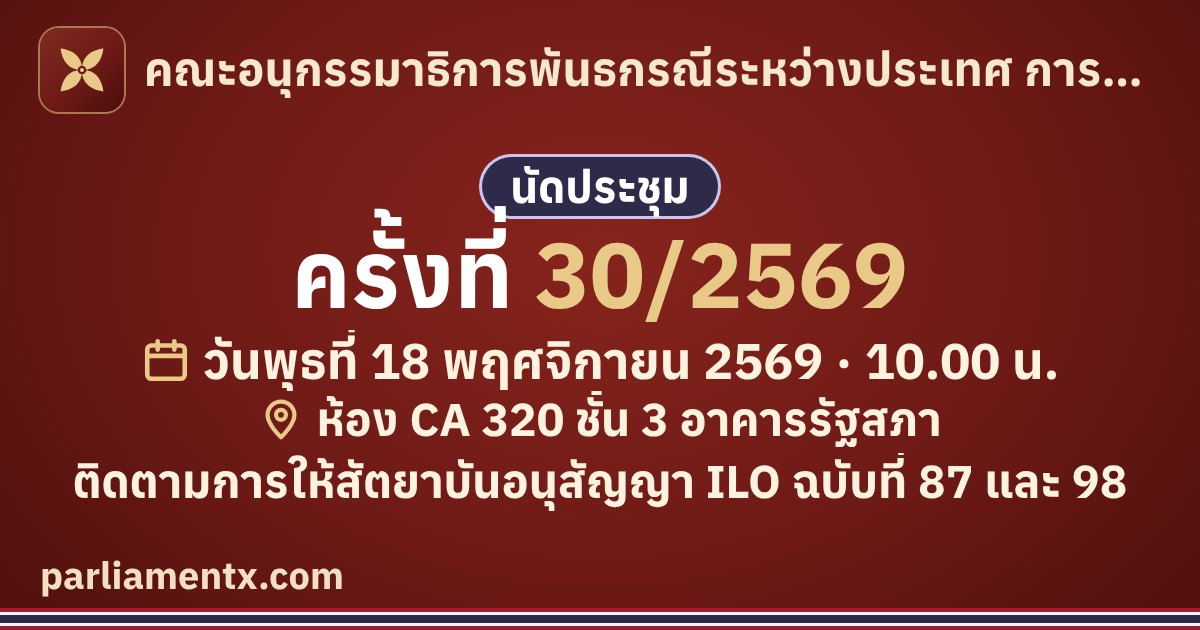 คณะอนุกรรมาธิการพันธกรณีระหว่างประเทศ การ...
นัดประชุม
ครั้งที่ 30/2569
วันพุธที่ 18 พฤศจิกายน 2569 · 10.00 น.
ห้อง CA 320 ชั้น 3 อาคารรัฐสภา
ติดตามการให้สัตยาบันอนุสัญญา ILO ฉบับที่ 87 และ 98
parliamentx.com